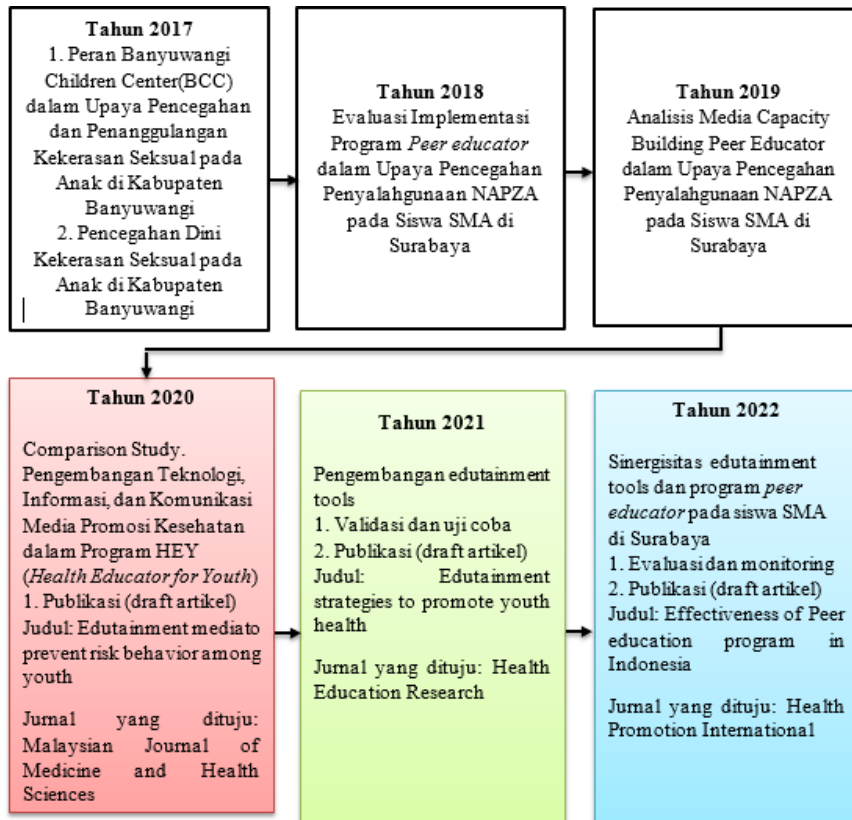 Tahun 2017
1. Peran Banyuwangi
Children Center(BCC)
dalam Upaya Pencegahan
dan Penanggulangan
Kekerasan Seksual pada
Anak di Kabupaten
Banyuwangi
2. Pencegahan Dini
Kekerasan Seksual pada
Anak di Kabupaten
Banyuwangi
Tahun 2018
Evaluasi Implementasi
Program Peer educator
dalam Upaya Pencegahan
Penyalahgunaan NAPZA
pada Siswa SMA di
Surabaya
Tahun 2019
Analisis Media Capacity
Building Peer Educator
dalam Upaya Pencegahan
Penyalahgunaan NAPZA
pada Siswa SMA di
Surabaya
Tahun 2020
Comparison Study.
Pengembangan Teknologi,
Informasi, dan Komunikasi
Media Promosi Kesehatan
dalam Program HEY
(Health Educator for Youth)
1. Publikasi (draft artikel)
Judul: Edutainment media to
prevent risk behavior among
youth
Jurnal yang dituju:
Malaysian Journal of
Medicine and Health
Sciences
Tahun 2021
Pengembangan edutainment
tools
1. Validasi dan uji coba
2. Publikasi (draft artikel)
Judul: Edutainment
strategies to promote youth
health
Jurnal yang dituju: Health
Education Research
Tahun 2022
Sinergisitas edutainment
tools dan program peer
educator pada siswa SMA
di Surabaya
1. Evaluasi dan monitoring
2. Publikasi (draft artikel)
Judul: Effectiveness of Peer
education program in
Indonesia
Jurnal yang dituju: Health
Promotion International